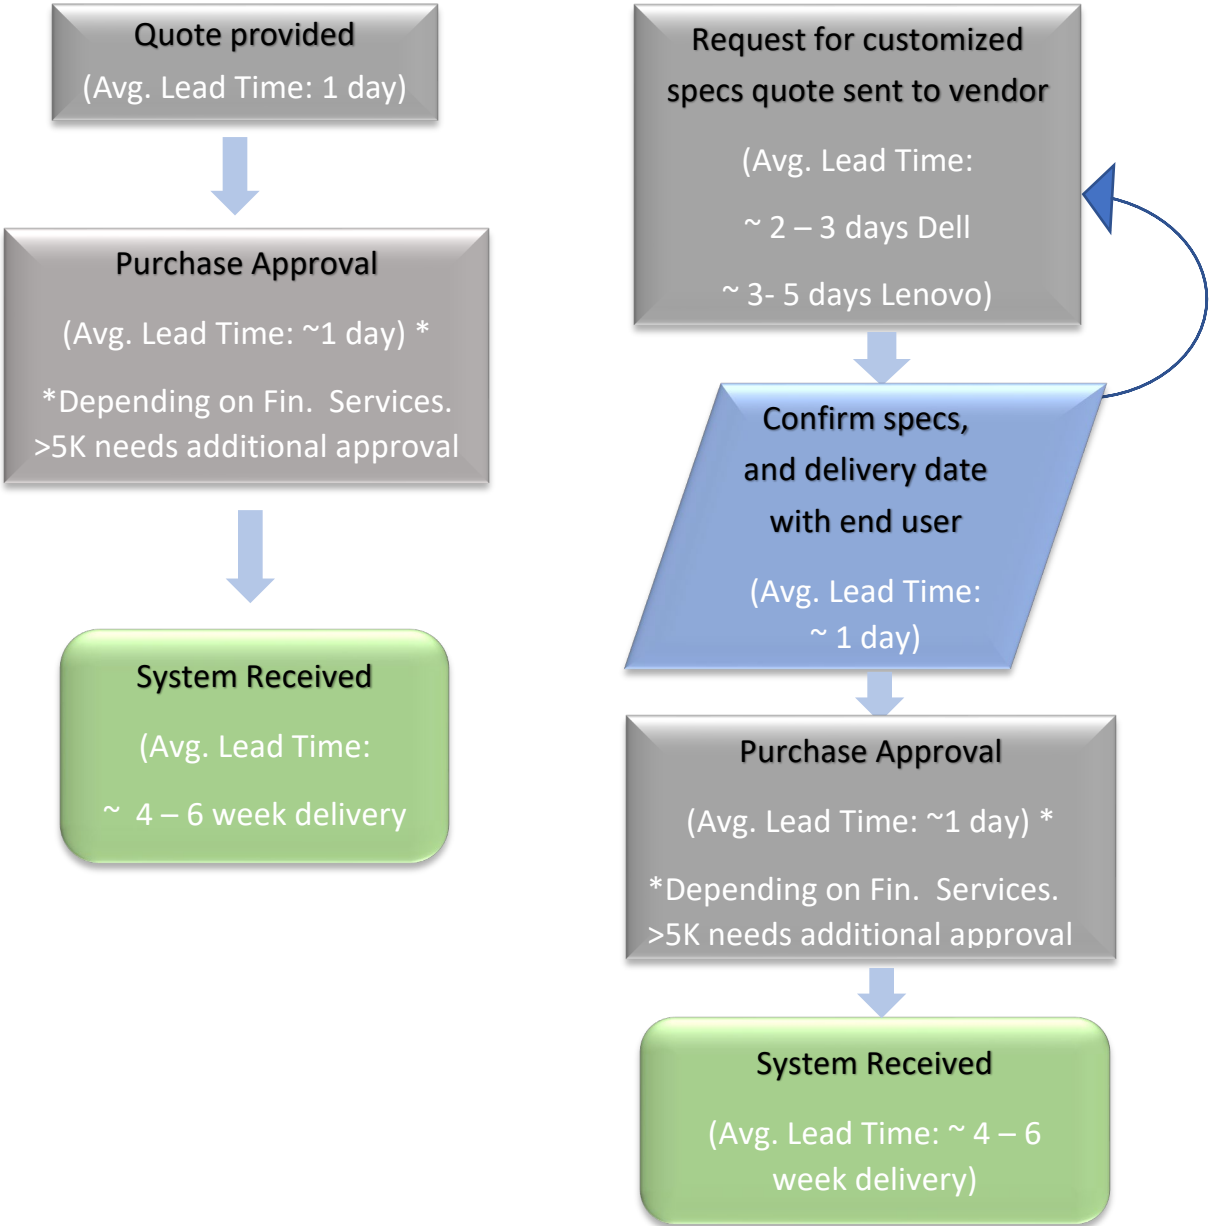 Quote provided
(Avg. Lead Time: 1 day)
Purchase Approval
(Avg. Lead Time: ~1 day) *
*Depending on Fin.  Services.
>5K needs additional approval
System Received
(Avg. Lead Time:
~  4 – 6 week delivery
Request for customized
specs quote sent to vendor
(Avg. Lead Time:
~ 2 – 3 days Dell
~ 3- 5 days Lenovo)
Confirm specs,
and delivery date
with end user
(Avg. Lead Time:
~ 1 day)
Purchase Approval
(Avg. Lead Time: ~1 day) *
*Depending on Fin.  Services.
>5K needs additional approval
System Received
(Avg. Lead Time: ~ 4 – 6
week delivery)